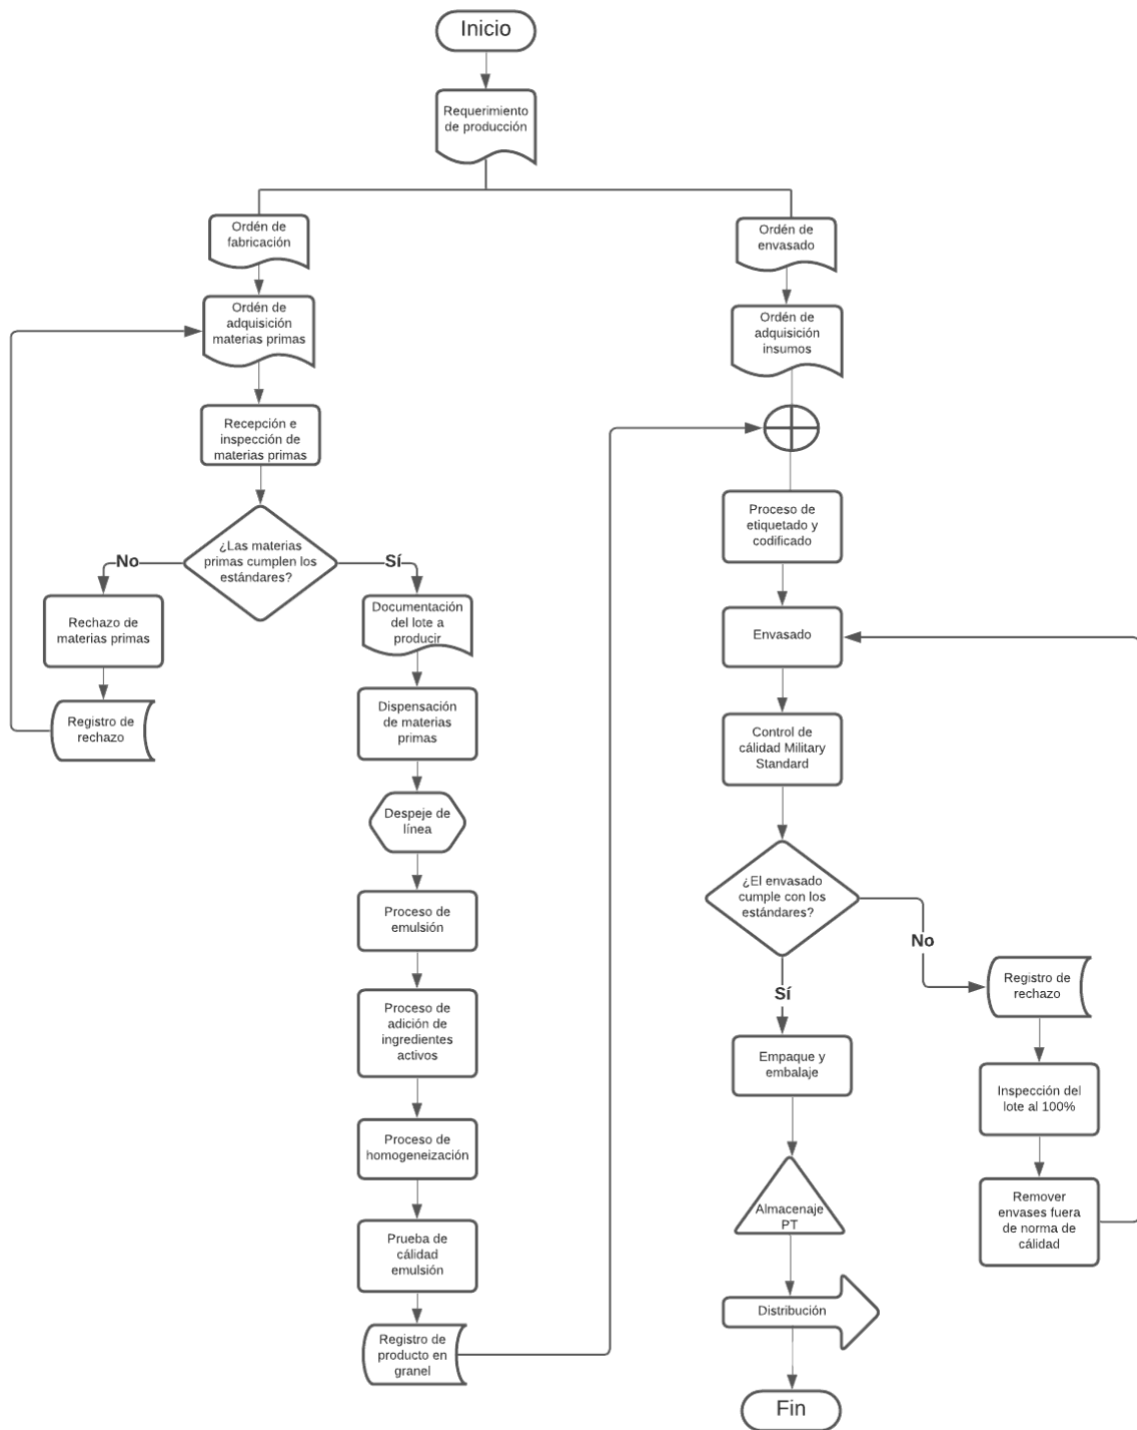 Inicio
Requerimiento
de producción
Ordén de
fabricación
Ordén de
adquisición
materias primas
Recepción e
inspección de
materias primas
¿Las materias
primas cumplen los
estándares?
No
Sí
Rechazo de
materias primas
Registro de
rechazo
Documentación
del lote a
producir
Dispensación
de materias
primas
Despeje de
línea
Proceso de
emulsión
Proceso de
adición de
ingredientes
activos
Proceso de
homogeneización
Prueba de
cálidad
emulsión
Registro de
producto en
granel
Ordén de
envasado
Ordén de
adquisición
insumos
Proceso de
etiquetado y
codificado
Envasado
Control de
cálidad Military
Standard
¿El envasado
cumple con los
estándares?
No
Sí
Registro de
rechazo
Inspección del
lote al 100%
Remover
envases fuera
de norma de
cálidad
Empaque y
embalaje
Almacenaje
PT
Distribución
Fin